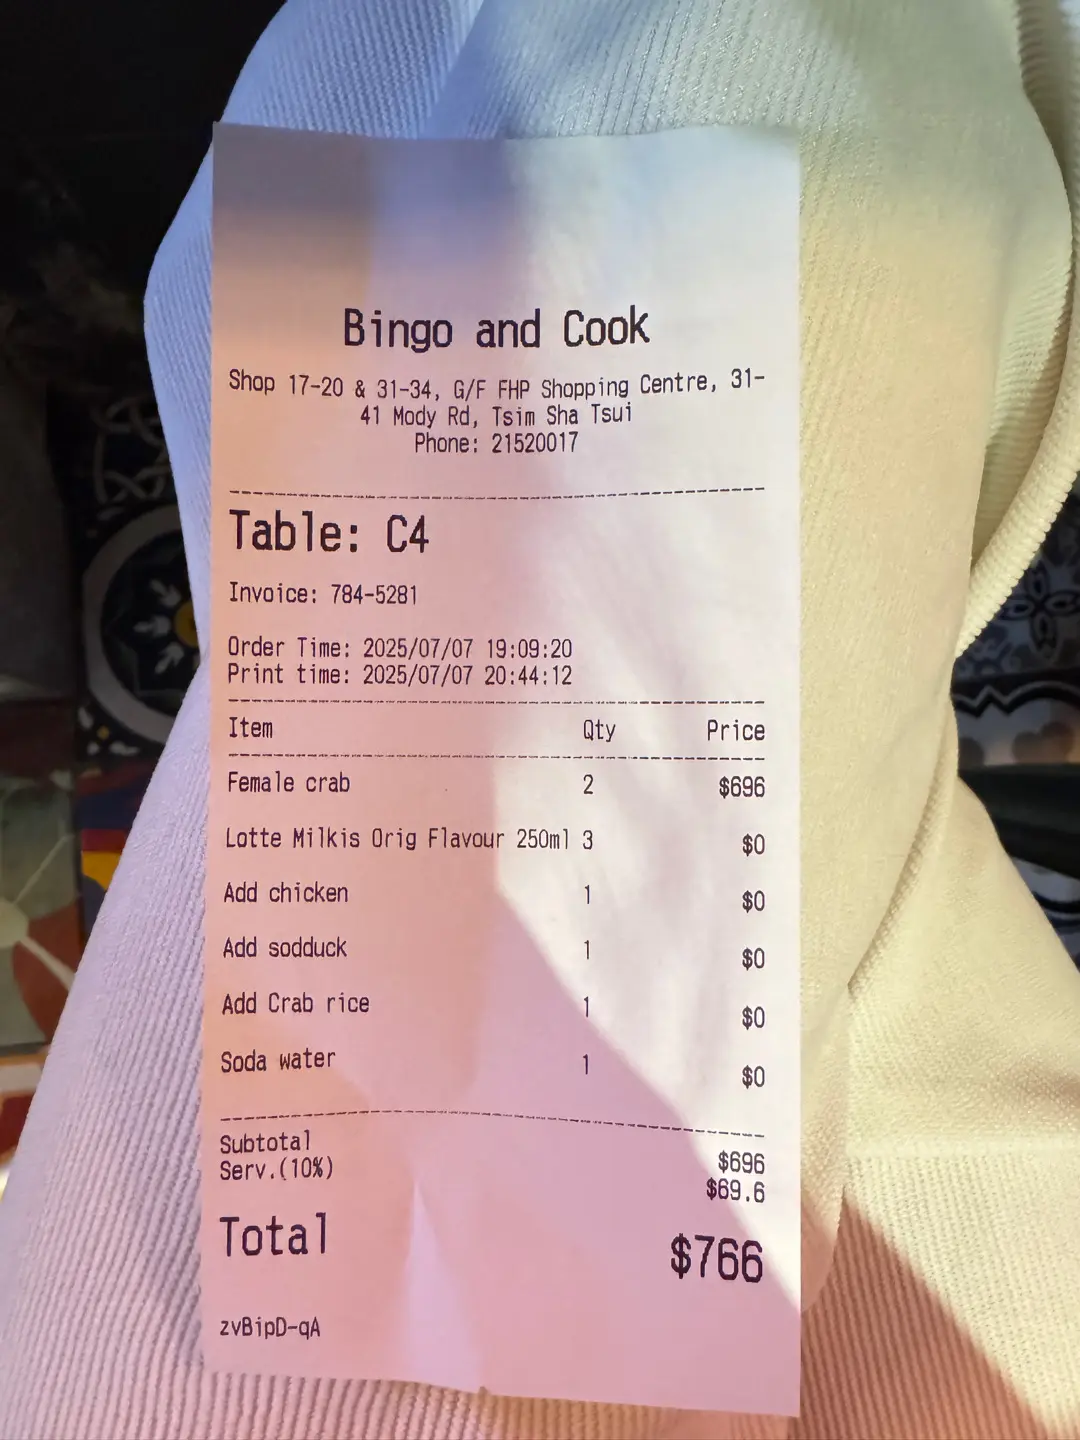 Bingo and Cook
Shop 17-20 & 31-34, G/F FHP Shopping Centre, 31-
41 Mody Rd, Tsim Sha Tsui
Phone: 21520017
Table: C4
Invoice: 784-5281
Order Time: 2025/07/07 19:09:20
Print time: 2025/07/07 20:44:12
Item Qty Price
Female crab 2 $696
Lotte Milkis Orig Flavour 250ml 3 $0
Add chicken 1 $0
Add sodduck 1 $0
Add Crab rice 1 $0
Soda water 1 $0
Subtotal $696
Serv.(10%) $69.6
Total $766
zvBipD-qA